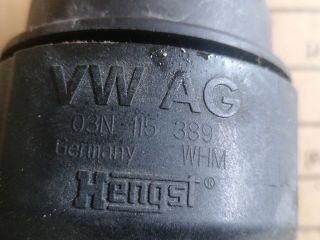 VW AG
03N 115 389
Germany WHM
Hengst®